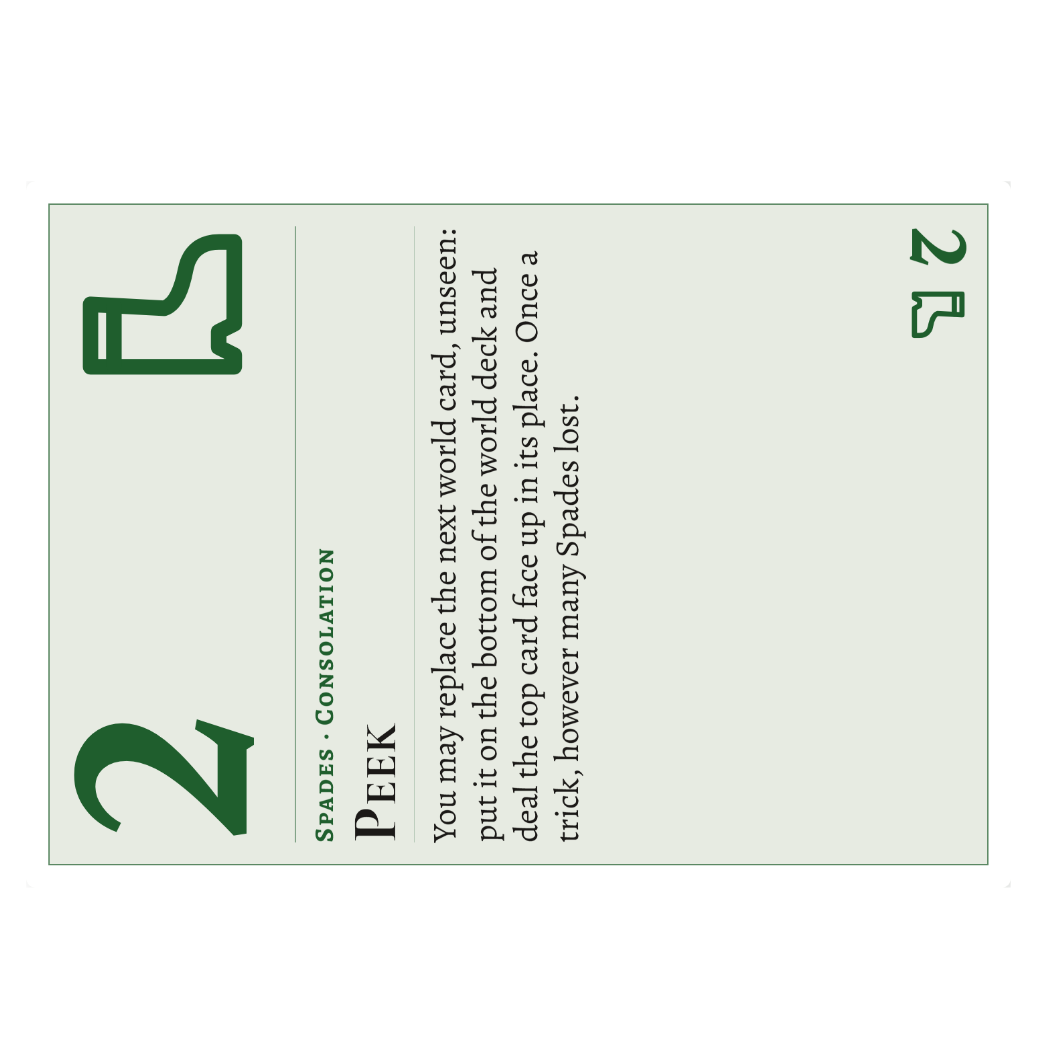 2
Spades · Consolation
Peek
You may replace the next world card, unseen:
put it on the bottom of the world deck and
deal the top card face up in its place. Once a
trick, however many Spades lost.
2